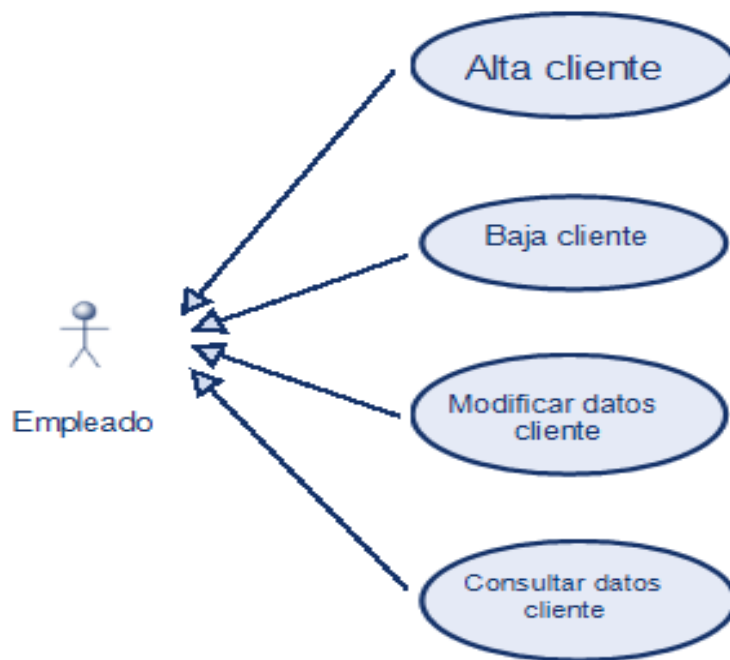 Alta cliente
Baja cliente
Empleado
Modificar datos
cliente
Consultar datos
cliente